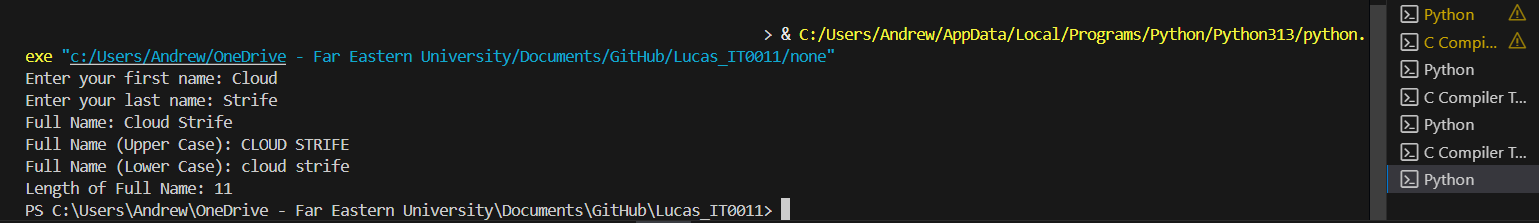 > & C:/Users/Andrew/AppData/Local/Programs/Python/Python313/python.
exe "c:/Users/Andrew/OneDrive - Far Eastern University/Documents/GitHub/Lucas_IT0011/none"
Enter your first name: Cloud
Enter your last name: Strife
Full Name: Cloud Strife
Full Name (Upper Case): CLOUD STRIFE
Full Name (Lower Case): cloud strife
Length of Full Name: 11
PS C:\Users\Andrew\OneDrive - Far Eastern University\Documents\GitHub\Lucas_IT0011>
Python
C Compi...
Python
C Compiler T...
Python
C Compiler T...
Python